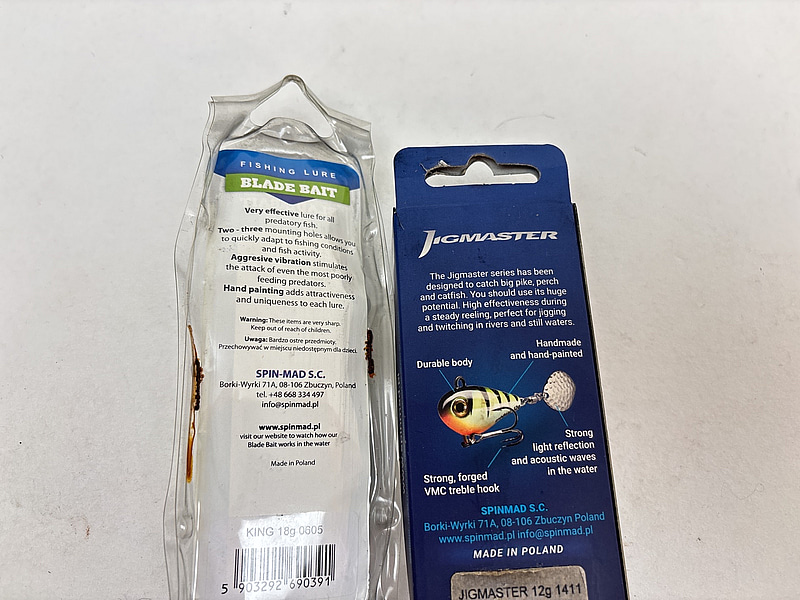 FISHING LURE
BLADE BAIT
Very effective lure for all
predatory fish.
Two - three mounting holes allows you
to quickly adapt to fishing conditions
and fish activity.
Aggresive vibration stimulates
the attack of even the most poorly
feeding predators.
Hand painting adds attractiveness
and uniqueness to each lure.
Warning: These items are very sharp.
Keep out of reach of children.
Uwaga: Bardzo ostre przedmioty.
Przechowywać w miejscu niedostępnym dla dzieci.
SPIN-MAD S.C.
Borki-Wyrki 71A, 08-106 Zbuczyn, Poland
tel. +48 668 334 497
info@spinmad.pl
www.spinmad.pl
visit our website to watch how our
Blade Bait works in the water
Made in Poland
KING 18g 0605
5 903292 690391
JIGMASTER
The Jigmaster series has been
designed to catch big pike, perch
and catfish. You should use its huge
potential. High effectiveness during
a steady reeling, perfect for jigging
and twitching in rivers and still waters.
Handmade
and hand-painted
Durable body
Strong
light reflection
and acoustic waves
in the water
Strong, forged
VMC treble hook
SPINMAD S.C.
Borki-Wyrki 71A, 08-106 Zbuczyn Poland
www.spinmad.pl info@spinmad.pl
MADE IN POLAND
JIGMASTER 12g 1411